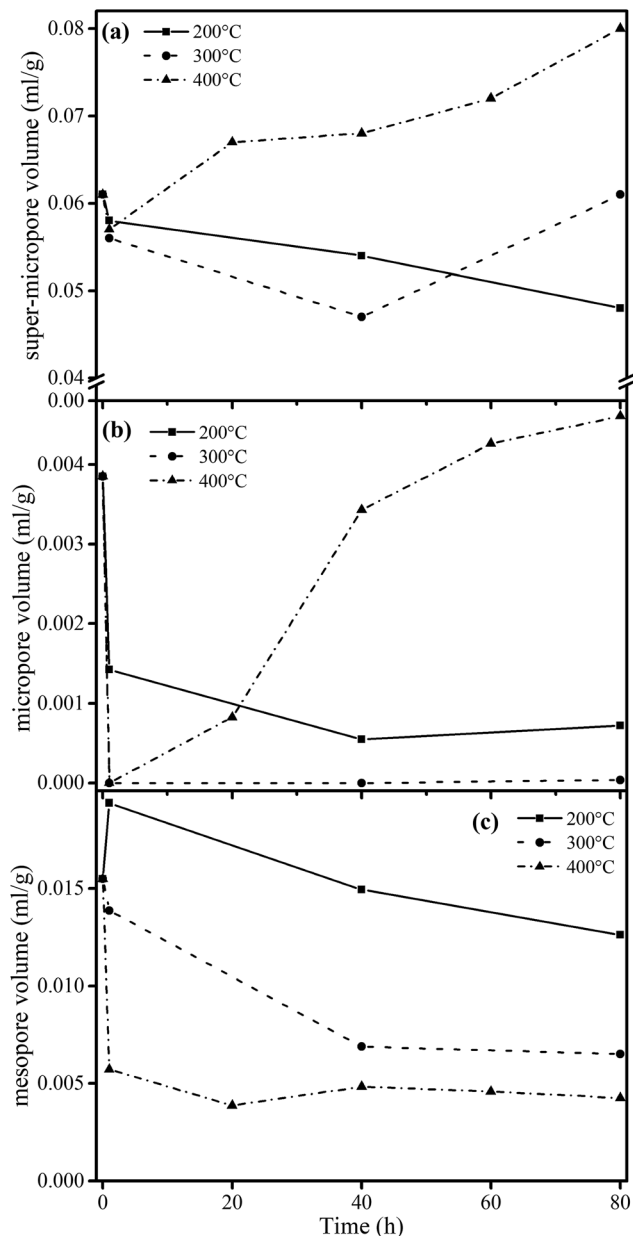 (a)
200°C
300°C
400°C
0.08
0.07
0.06
0.05
0.04
0.00
super-micropore volume (ml/g)
(b)
200°C
300°C
400°C
0.004
0.003
0.002
0.001
0.000
micropore volume (ml/g)
(c)
200°C
300°C
400°C
0.015
0.010
0.005
0.000
mesopore volume (ml/g)
0
20
40
60
80
Time (h)